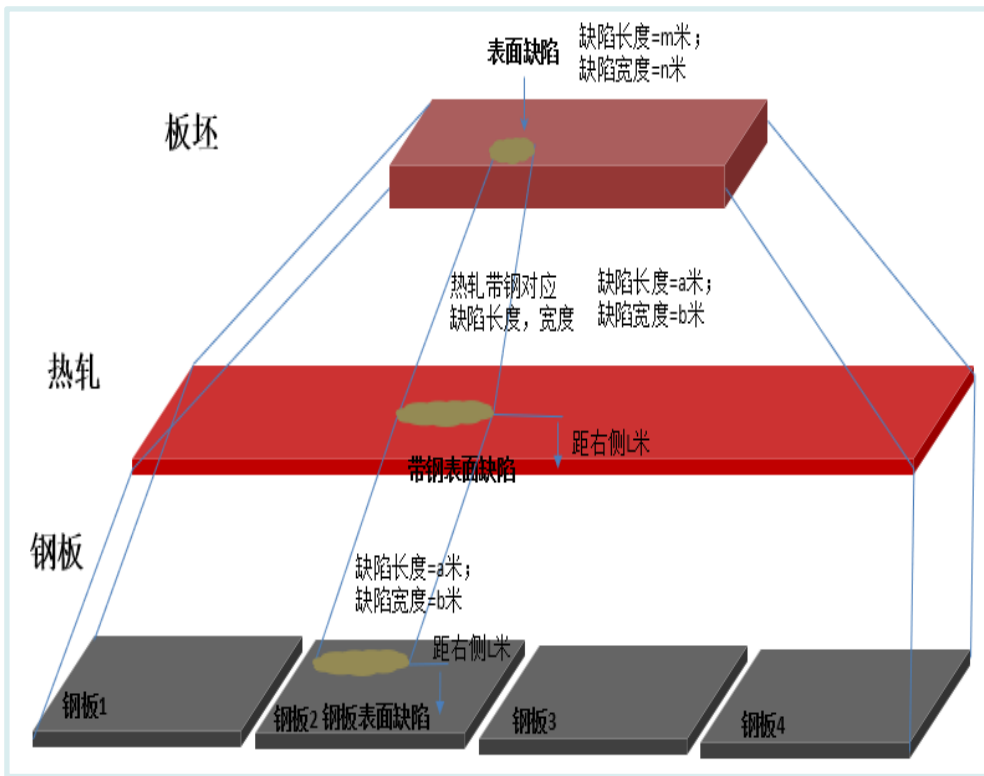 表面缺陷
缺陷长度=m米；
缺陷宽度=n米
板坯
热轧带钢对应
缺陷长度，宽度
缺陷长度=a米；
缺陷宽度=b米
热轧
距右侧L米
带钢表面缺陷
钢板
缺陷长度=a米；
缺陷宽度=b米
距右侧L米
钢板1
钢板2 钢板表面缺陷
钢板3
钢板4